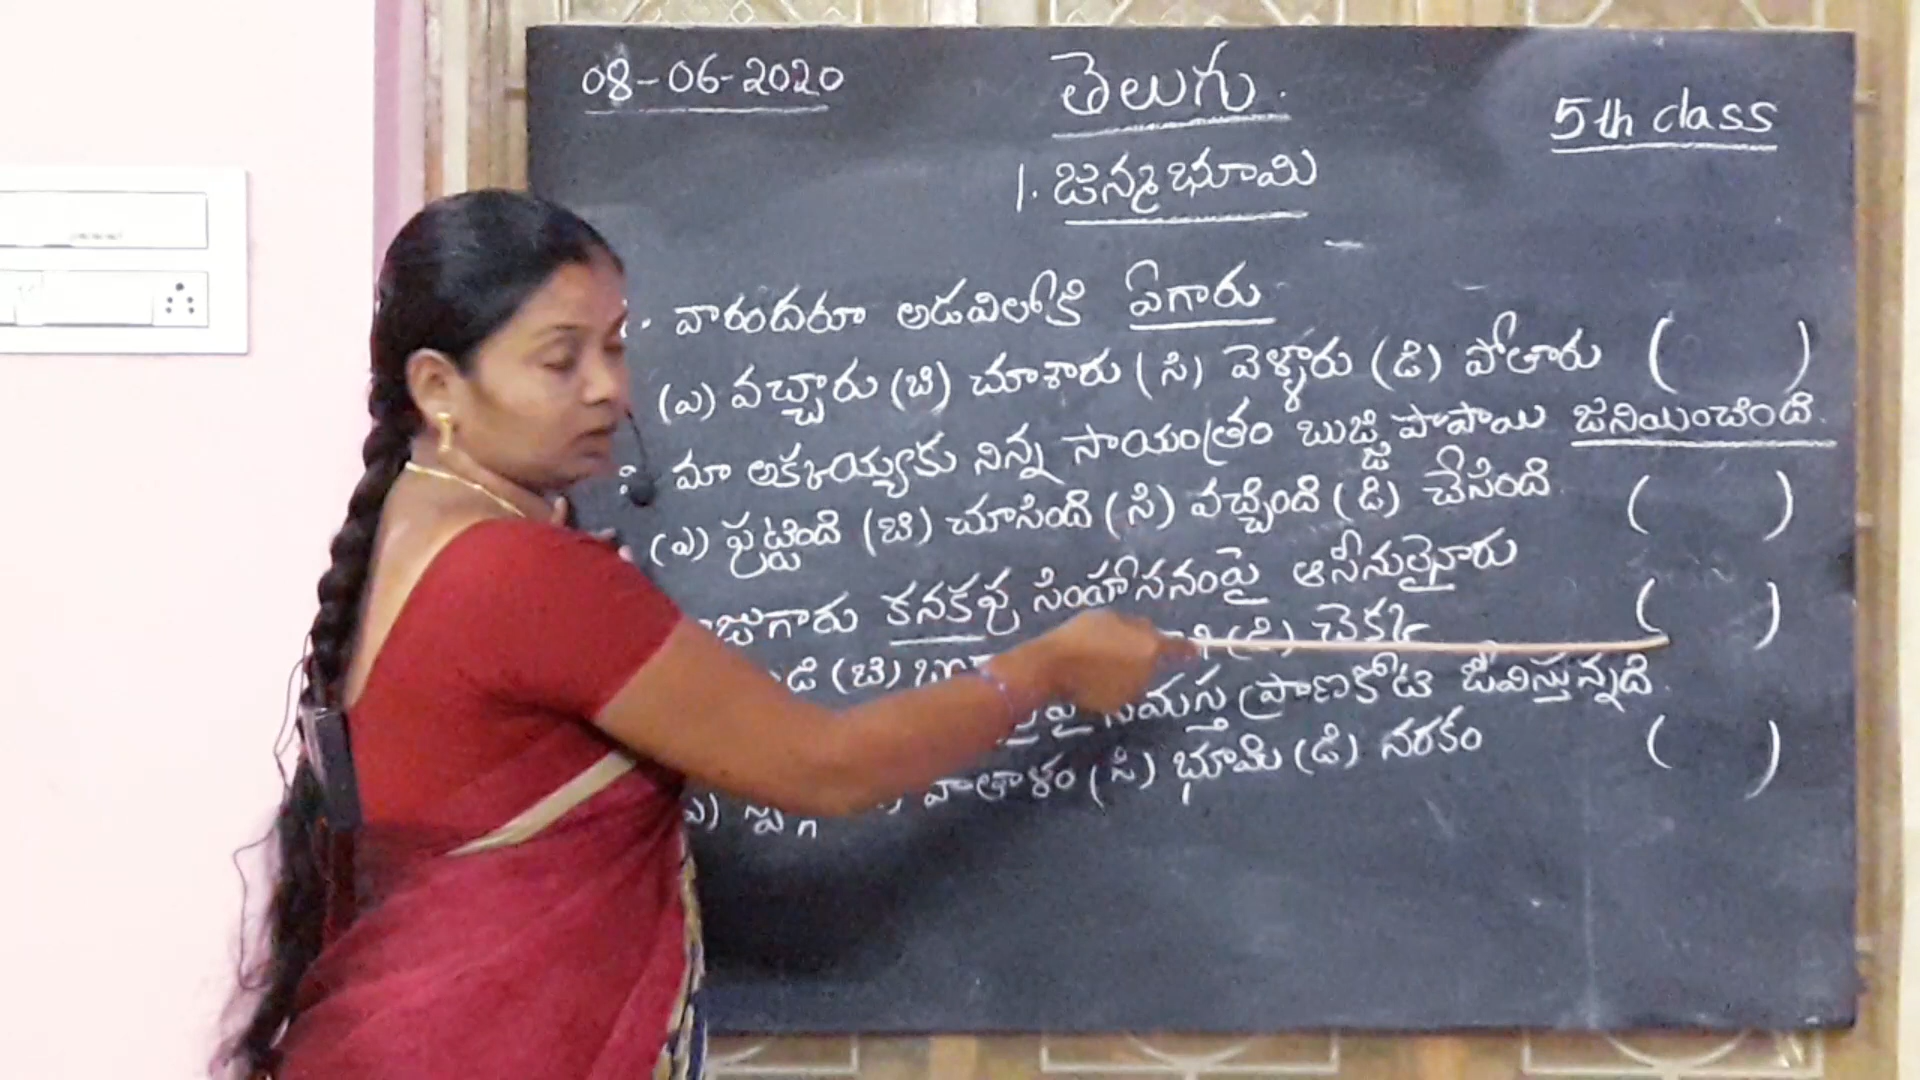 08-06-2020
తెలుగు.
5th class
1. జన్మభూమి
వారందరూ అడవిలోకి ఏగారు
(ఎ) వచ్చారు (బి) చూశారు (సి) వెళ్ళారు (డి) పోతారు ( )
మా అక్కయ్యకు నిన్న సాయంత్రం బుజ్జి పాపాయి జనియించింది.
(ఎ) పుట్టింది (బి) చూసింది (సి) వచ్చింది (డి) చేసింది ( )
కనకపు సింహాసనంపై ఆసీనులైనారు
(బి) (డి) చెక్క ( )
సమస్త ప్రాణకోటి జీవిస్తున్నది.
పాతాళం (సి) భూమి (డి) నరకం ( )